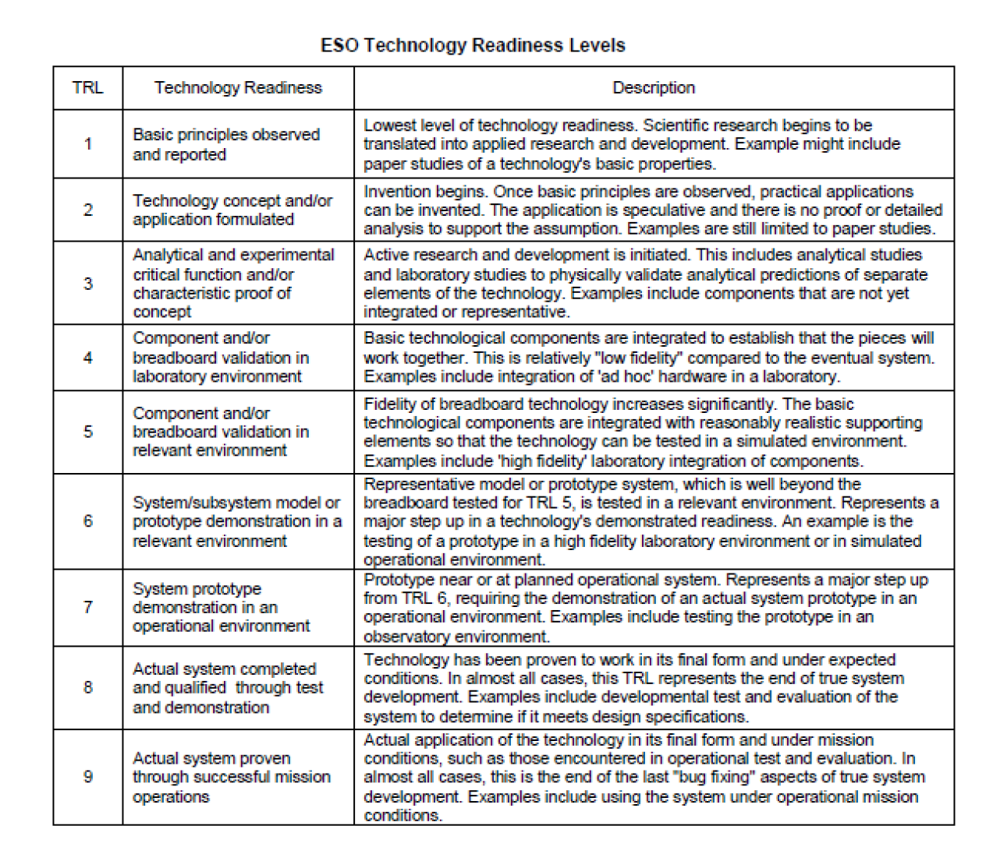 ESO Technology Readiness Levels
TRL
Technology Readiness
Description
1
Basic principles observed
and reported
Lowest level of technology readiness. Scientific research begins to be
translated into applied research and development. Example might include
paper studies of a technology's basic properties.
2
Technology concept and/or
application formulated
Invention begins. Once basic principles are observed, practical applications
can be invented. The application is speculative and there is no proof or detailed
analysis to support the assumption. Examples are still limited to paper studies.
3
Analytical and experimental
critical function and/or
characteristic proof of
concept
Active research and development is initiated. This includes analytical studies
and laboratory studies to physically validate analytical predictions of separate
elements of the technology. Examples include components that are not yet
integrated or representative.
4
Component and/or
breadboard validation in
laboratory environment
Basic technological components are integrated to establish that the pieces will
work together. This is relatively "low fidelity" compared to the eventual system.
Examples include integration of 'ad hoc' hardware in a laboratory.
5
Component and/or
breadboard validation in
relevant environment
Fidelity of breadboard technology increases significantly. The basic
technological components are integrated with reasonably realistic supporting
elements so that the technology can be tested in a simulated environment.
Examples include 'high fidelity' laboratory integration of components.
6
System/subsystem model or
prototype demonstration in a
relevant environment
Representative model or prototype system, which is well beyond the
breadboard tested for TRL 5, is tested in a relevant environment. Represents a
major step up in a technology's demonstrated readiness. An example is the
testing of a prototype in a high fidelity laboratory environment or in simulated
operational environment.
7
System prototype
demonstration in an
operational environment
Prototype near or at planned operational system. Represents a major step up
from TRL 6, requiring the demonstration of an actual system prototype in an
operational environment. Examples include testing the prototype in an
observatory environment.
8
Actual system completed
and qualified through test
and demonstration
Technology has been proven to work in its final form and under expected
conditions. In almost all cases, this TRL represents the end of true system
development. Examples include developmental test and evaluation of the
system to determine if it meets design specifications.
9
Actual system proven
through successful mission
operations
Actual application of the technology in its final form and under mission
conditions, such as those encountered in operational test and evaluation. In
almost all cases, this is the end of the last "bug fixing" aspects of true system
development. Examples include using the system under operational mission
conditions.